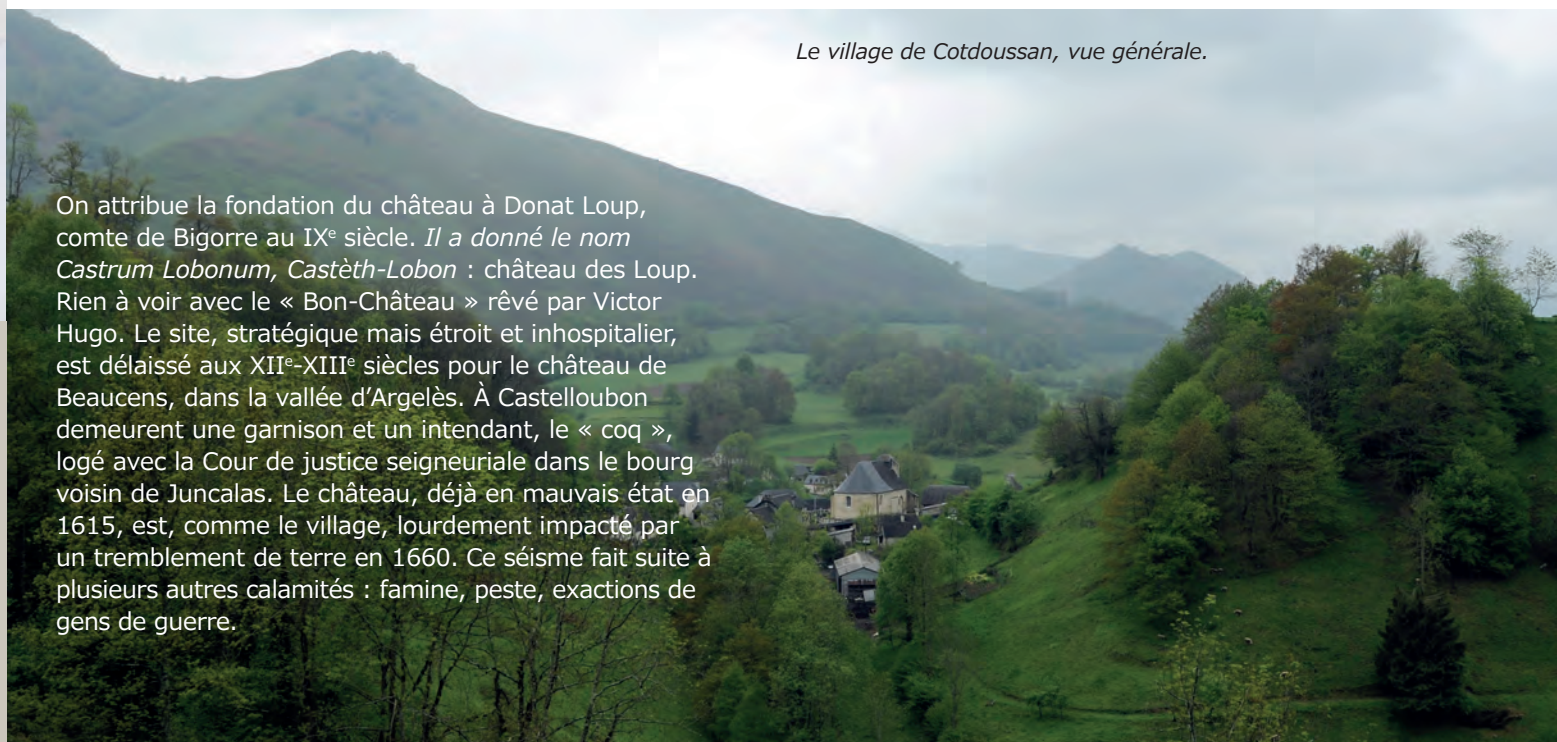 Le village de Cotdoussan, vue générale.
On attribue la fondation du château à Donat Loup,
comte de Bigorre au IXe siècle. Il a donné le nom
Castrum Lobonum, Castèth-Lobon : château des Loup.
Rien à voir avec le « Bon-Château » rêvé par Victor
Hugo. Le site, stratégique mais étroit et inhospitalier,
est délaissé aux XIIe-XIIIe siècles pour le château de
Beaucens, dans la vallée d'Argelès. À Castelloubon
demeurent une garnison et un intendant, le « coq »,
logé avec la Cour de justice seigneuriale dans le bourg
voisin de Juncalas. Le château, déjà en mauvais état en
1615, est, comme le village, lourdement impacté par
un tremblement de terre en 1660. Ce séisme fait suite à
plusieurs autres calamités : famine, peste, exactions de
gens de guerre.